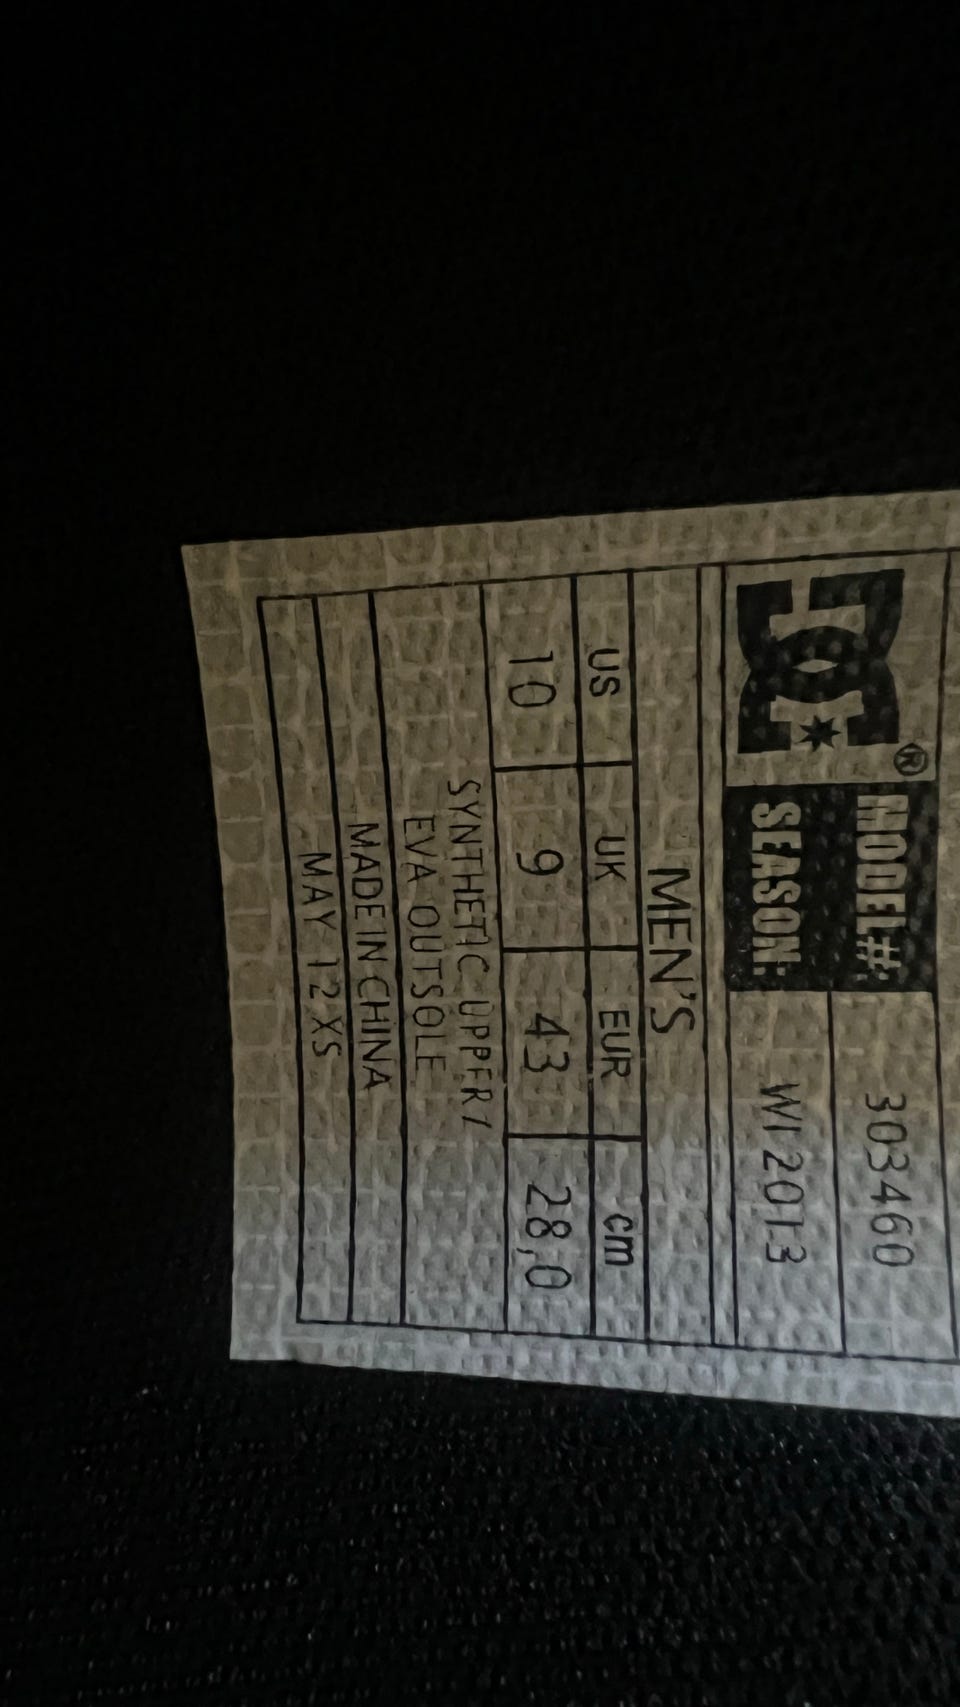 DC®
MODEL#: 303460
SEASON: WI 2013
MEN'S
US UK EUR cm
10 9 43 28,0
SYNTHETIC UPPER/
EVA OUTSOLE
MADE IN CHINA
MAY 12 XS